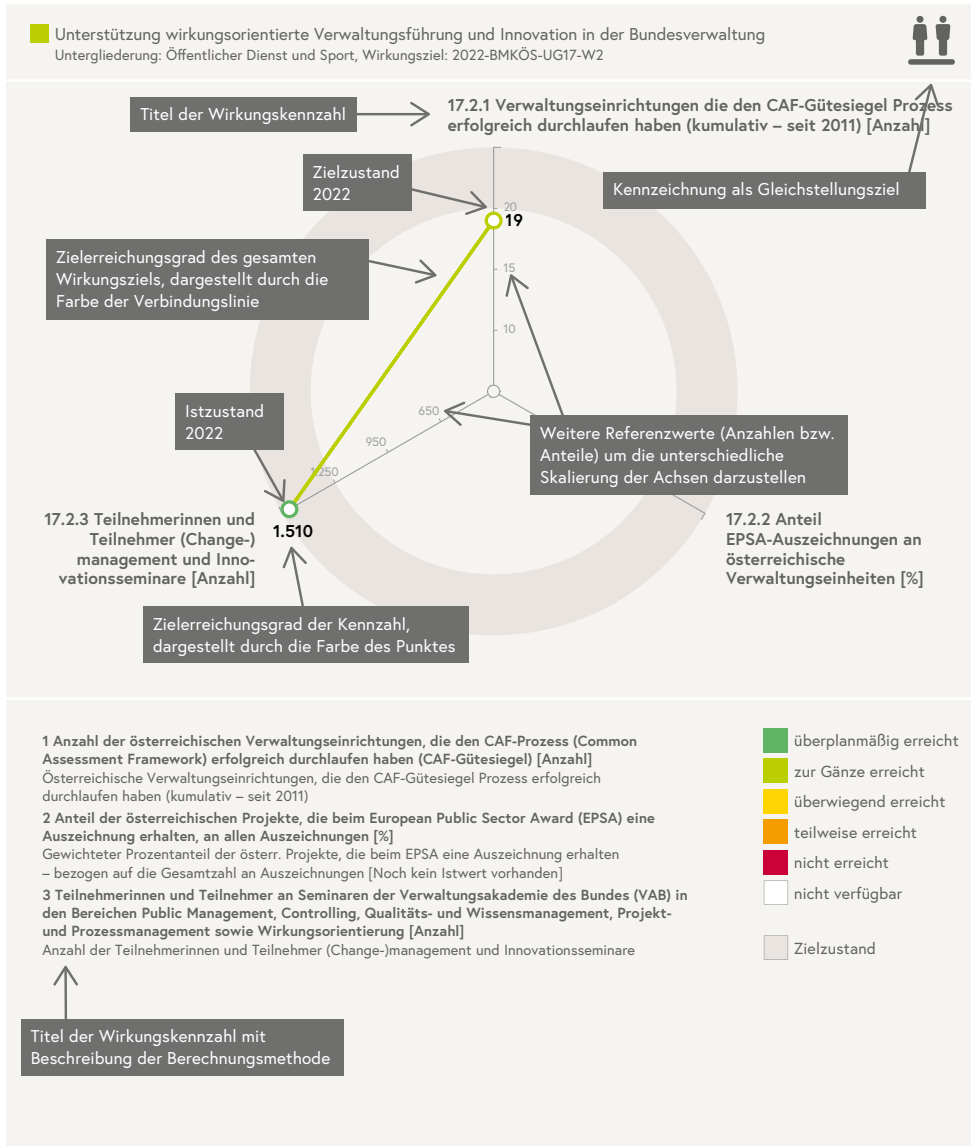 Unterstützung wirkungsorientierte Verwaltungsführung und Innovation in der Bundesverwaltung
Untergliederung: Öffentlicher Dienst und Sport, Wirkungsziel: 2022-BMKÖS-UG17-W2
Titel der Wirkungskennzahl
17.2.1 Verwaltungseinrichtungen die den CAF-Gütesiegel Prozess
erfolgreich durchlaufen haben (kumulativ – seit 2011) [Anzahl]
Zielzustand
2022
Kennzeichnung als Gleichstellungsziel
20
19
Zielerreichungsgrad des gesamten
Wirkungsziels, dargestellt durch die
Farbe der Verbindungslinie
15
10
Istzustand
2022
650
950
1.250
Weitere Referenzwerte (Anzahlen bzw.
Anteile) um die unterschiedliche
Skalierung der Achsen darzustellen
17.2.3 Teilnehmerinnen und
Teilnehmer (Change-)
management und Inno-
vationsseminare [Anzahl]
1.510
17.2.2 Anteil
EPSA-Auszeichnungen an
österreichische
Verwaltungseinheiten [%]
Zielerreichungsgrad der Kennzahl,
dargestellt durch die Farbe des Punktes
1 Anzahl der österreichischen Verwaltungseinrichtungen, die den CAF-Prozess (Common
Assessment Framework) erfolgreich durchlaufen haben (CAF-Gütesiegel) [Anzahl]
Österreichische Verwaltungseinrichtungen, die den CAF-Gütesiegel Prozess erfolgreich
durchlaufen haben (kumulativ – seit 2011)
2 Anteil der österreichischen Projekte, die beim European Public Sector Award (EPSA) eine
Auszeichnung erhalten, an allen Auszeichnungen [%]
Gewichteter Prozentanteil der österr. Projekte, die beim EPSA eine Auszeichnung erhalten
– bezogen auf die Gesamtzahl an Auszeichnungen [Noch kein Istwert vorhanden]
3 Teilnehmerinnen und Teilnehmer an Seminaren der Verwaltungsakademie des Bundes (VAB) in
den Bereichen Public Management, Controlling, Qualitäts- und Wissensmanagement, Projekt-
und Prozessmanagement sowie Wirkungsorientierung [Anzahl]
Anzahl der Teilnehmerinnen und Teilnehmer (Change-)management und Innovationsseminare
überplanmäßig erreicht
zur Gänze erreicht
überwiegend erreicht
teilweise erreicht
nicht erreicht
nicht verfügbar
Zielzustand
Titel der Wirkungskennzahl mit
Beschreibung der Berechnungsmethode